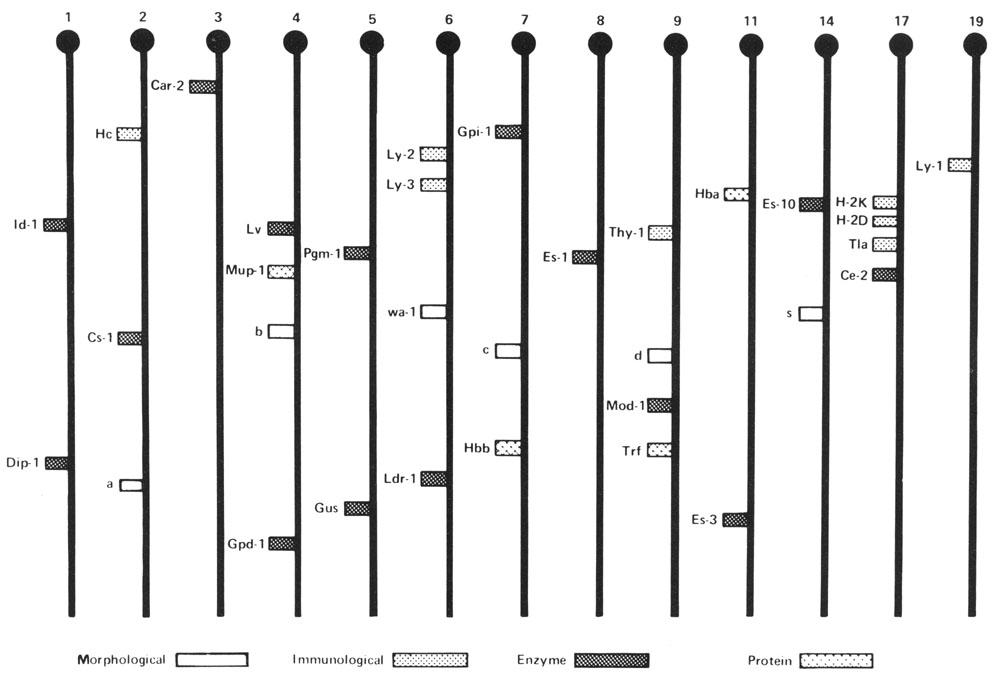 1 2 3 4 5 6 7 8 9 11 14 17 19
Car-2
Hc
Gpi-1
Ly-2
Ly-1
Ly-3
Hba
Es-10
H-2K
H-2D
Id-1
Lv
Thy-1
Tla
Pgm-1
Es-1
Mup-1
Ce-2
wa-1
s
b
Cs-1
c
d
Mod-1
Hbb
Trf
Dip-1
a
Ldr-1
Gus
Es-3
Gpd-1
Morphological Immunological Enzyme Protein